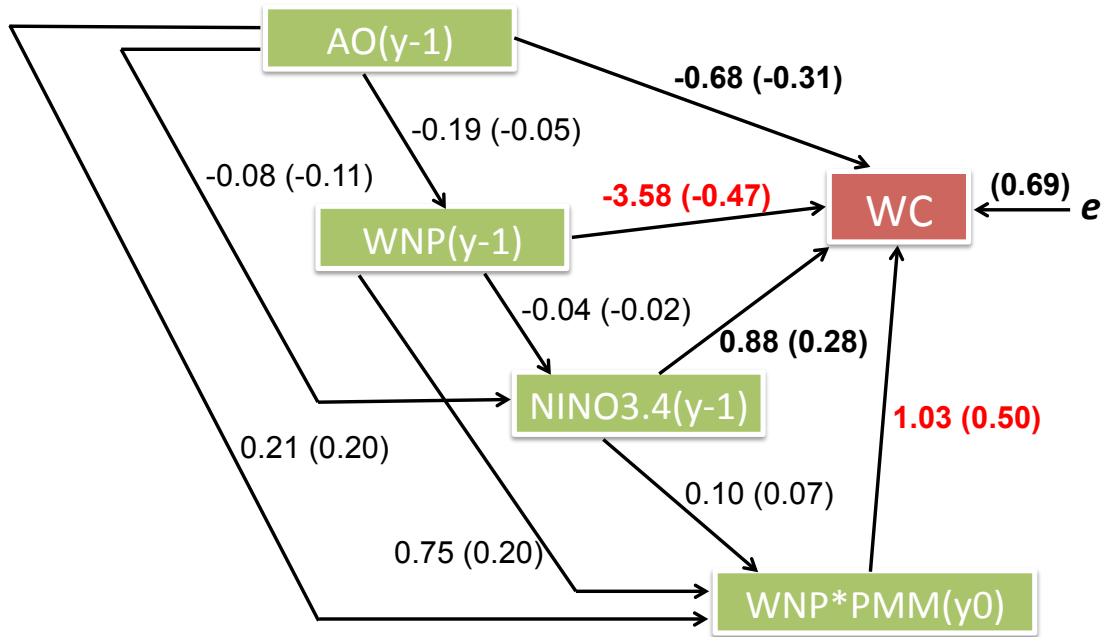 AO(y-1)
-0.68 (-0.31)
-0.19 (-0.05)
-0.08 (-0.11)
-3.58 (-0.47)
(0.69)
WC
e
WNP(y-1)
-0.04 (-0.02)
0.88 (0.28)
NINO3.4(y-1)
1.03 (0.50)
0.21 (0.20)
0.10 (0.07)
0.75 (0.20)
WNP*PMM(y0)